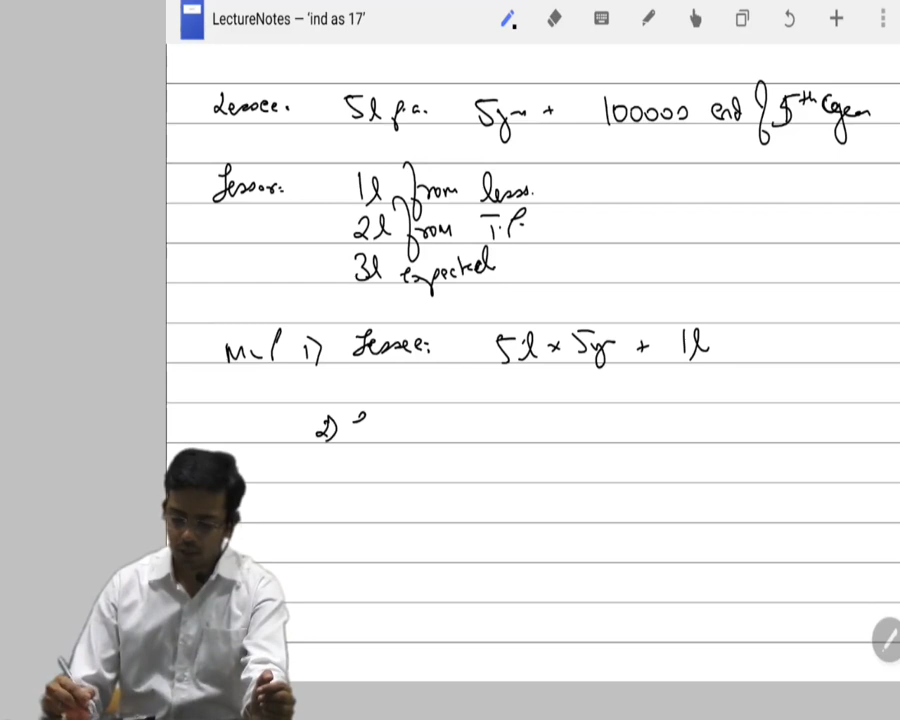 LectureNotes – 'ind as 17'
Lessee. 5l p.a. 5yr + 100000 end of 5th year
Lessor: 1l from less.
2l from T.P.
3l expected
MLP 1) Lessee: 5l × 5yr + 1l
2)